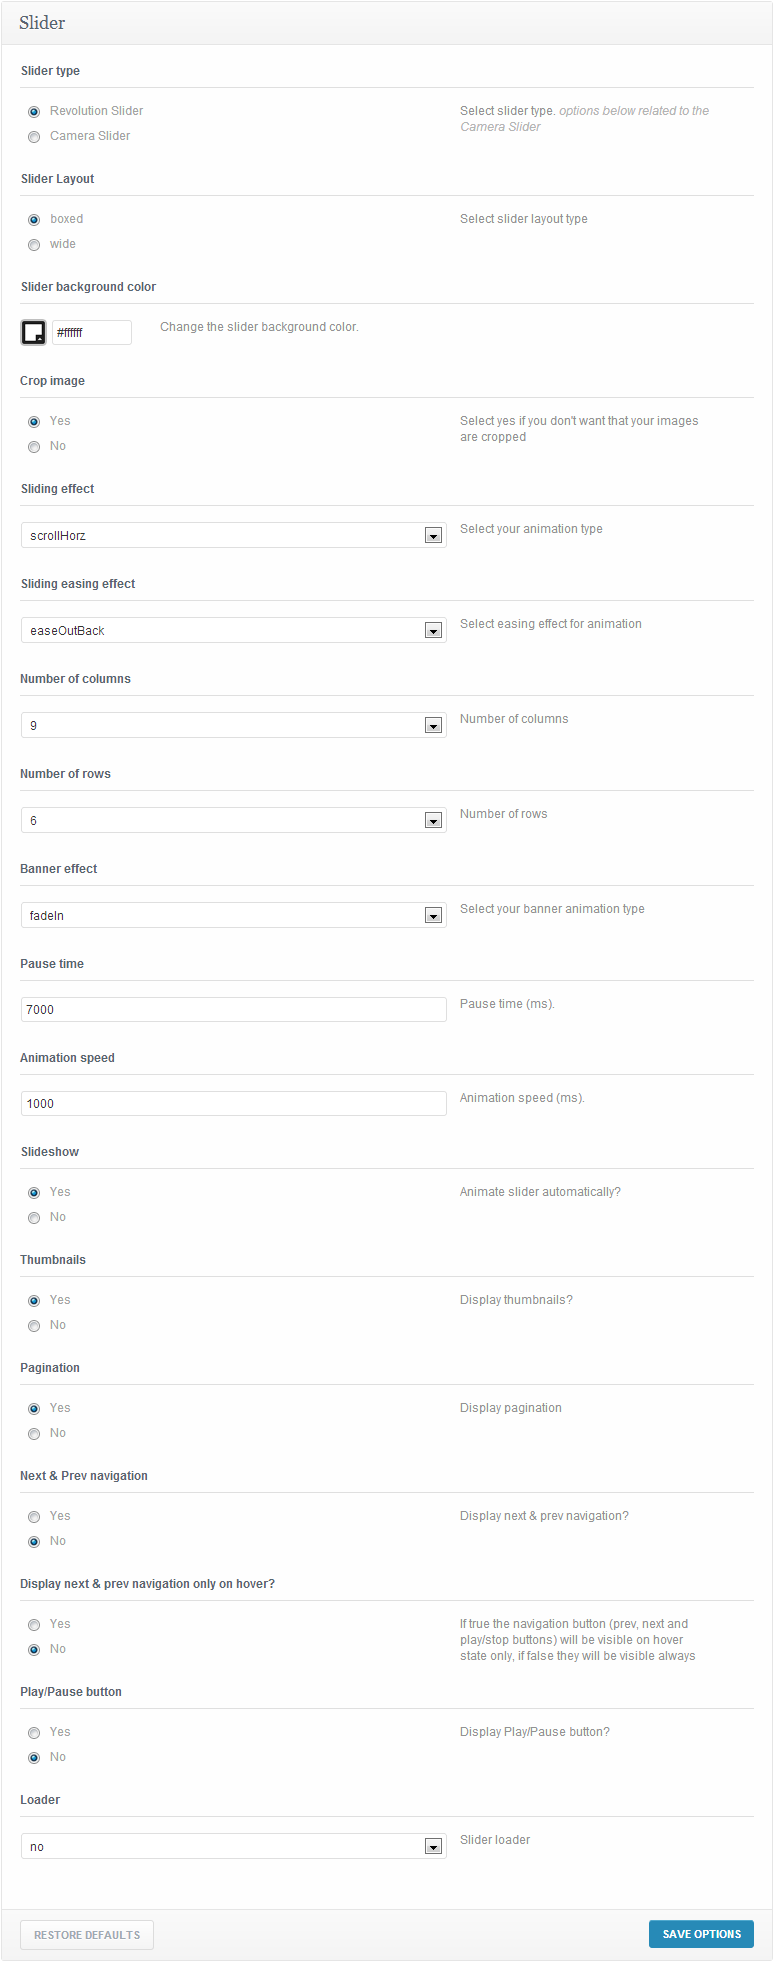 Slider
Slider type
Revolution Slider
Camera Slider
Select slider type. options below related to the
Camera Slider
Slider Layout
boxed
wide
Select slider layout type
Slider background color
#ffffff
Change the slider background color.
Crop image
Yes
No
Select yes if you don't want that your images
are cropped
Sliding effect
scrollHorz
Select your animation type
Sliding easing effect
easeOutBack
Select easing effect for animation
Number of columns
9
Number of columns
Number of rows
6
Number of rows
Banner effect
fadeIn
Select your banner animation type
Pause time
7000
Pause time (ms).
Animation speed
1000
Animation speed (ms).
Slideshow
Yes
No
Animate slider automatically?
Thumbnails
Yes
No
Display thumbnails?
Pagination
Yes
No
Display pagination
Next & Prev navigation
Yes
No
Display next & prev navigation?
Display next & prev navigation only on hover?
Yes
No
If true the navigation button (prev, next and
play/stop buttons) will be visible on hover
state only, if false they will be visible always
Play/Pause button
Yes
No
Display Play/Pause button?
Loader
no
Slider loader
RESTORE DEFAULTS
SAVE OPTIONS